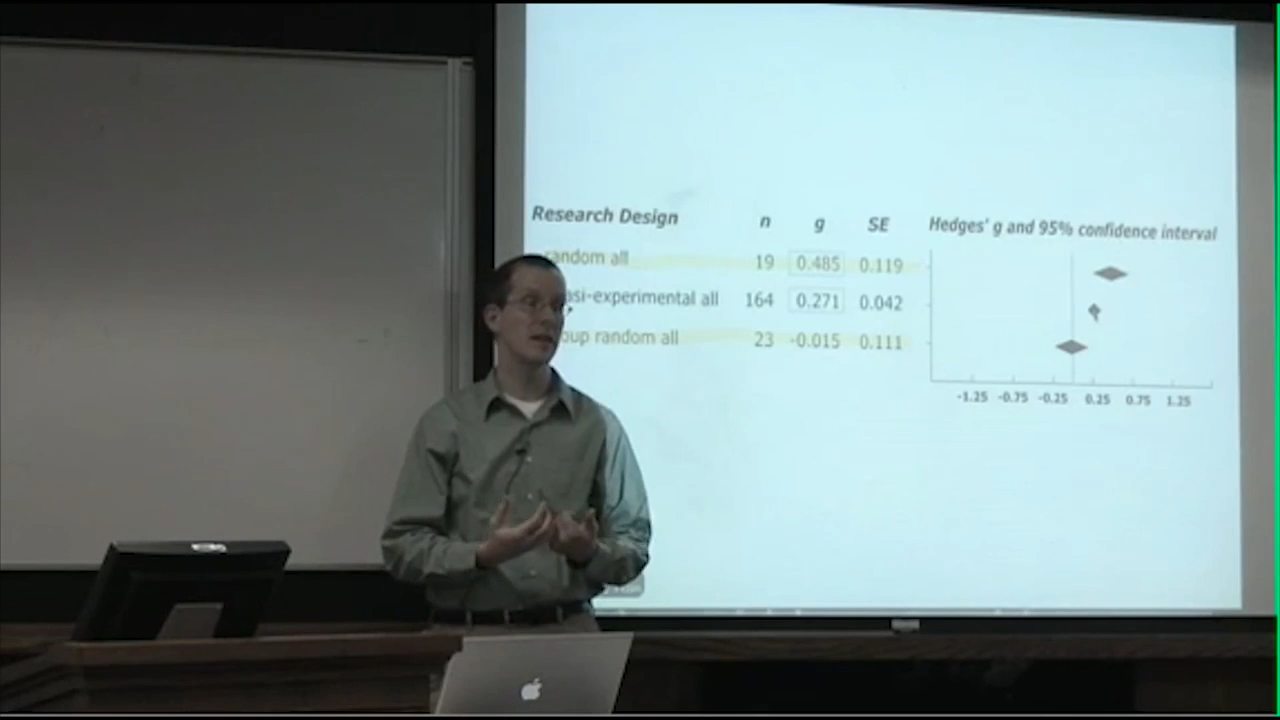 Research Design n g SE Hedges' g and 95% confidence interval
random all 19 0.485 0.119
asi-experimental all 164 0.271 0.042
oup random all 23 -0.015 0.111
-1.25 -0.75 -0.25 0.25 0.75 1.25